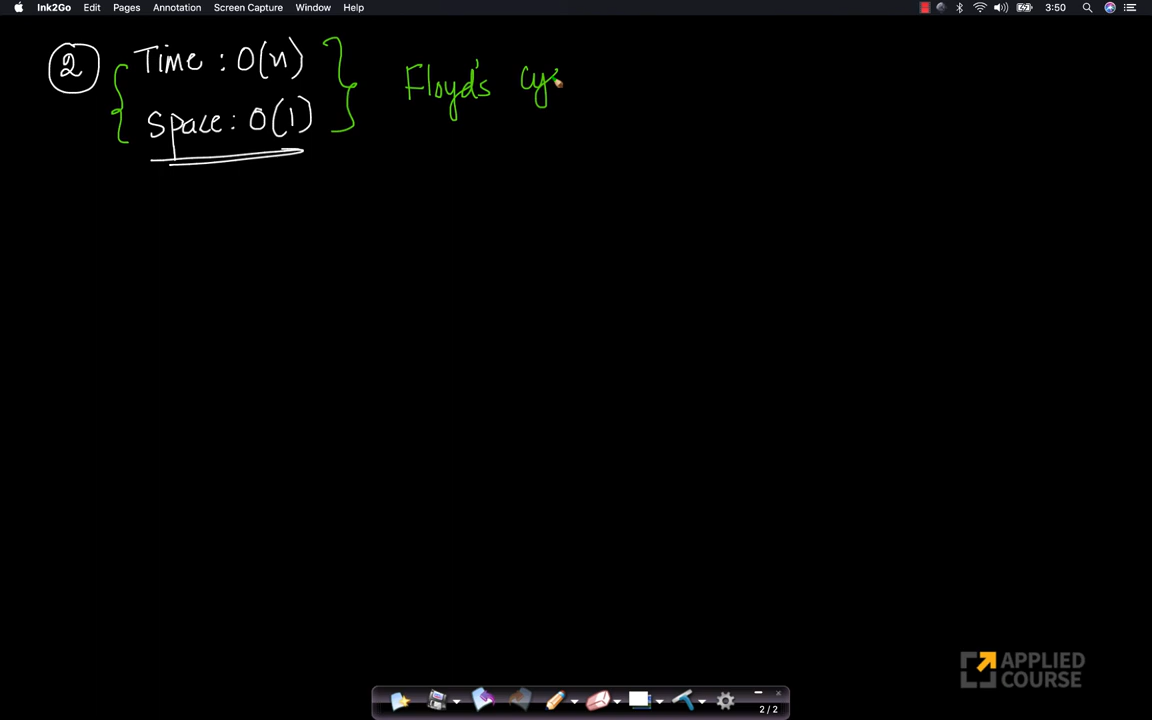 Ink2Go Edit Pages Annotation Screen Capture Window Help 3:50
2 Time : O(n)
Floyd's cy
Space : O(1)
APPLIED
COURSE
2 / 2